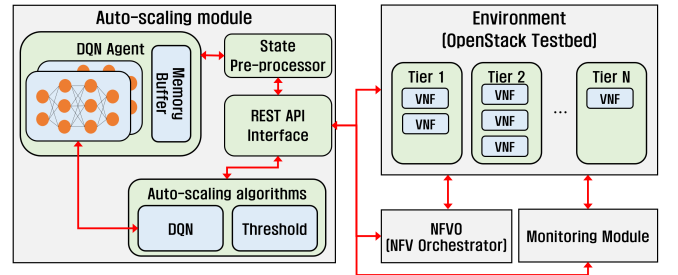 Auto-scaling module
DQN Agent
Memory
Buffer
State
Pre-processor
REST API
Interface
Auto-scaling algorithms
DQN
Threshold
Environment
(OpenStack Testbed)
Tier 1
VNF
VNF
Tier 2
VNF
VNF
VNF
...
Tier N
VNF
NFVO
(NFV Orchestrator)
Monitoring Module